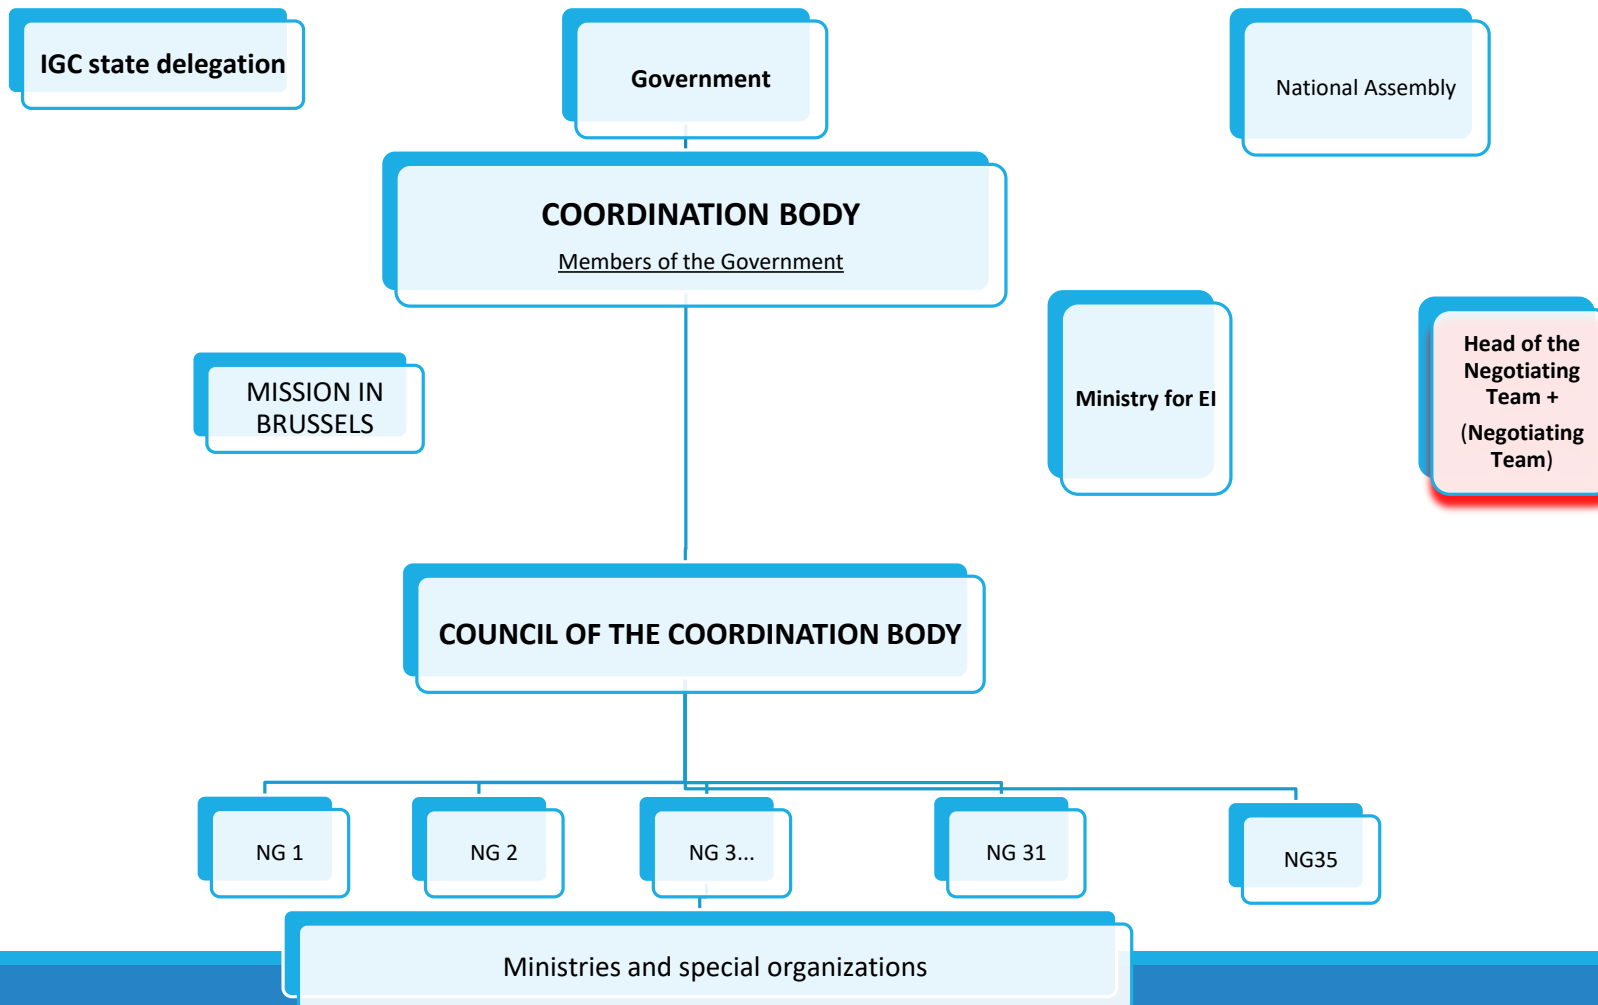 IGC state delegation
Government
National Assembly
COORDINATION BODY
Members of the Government
MISSION IN
BRUSSELS
Ministry for EI
Head of the
Negotiating
Team +
(Negotiating
Team)
COUNCIL OF THE COORDINATION BODY
NG 1
NG 2
NG 3...
NG 31
NG35
Ministries and special organizations